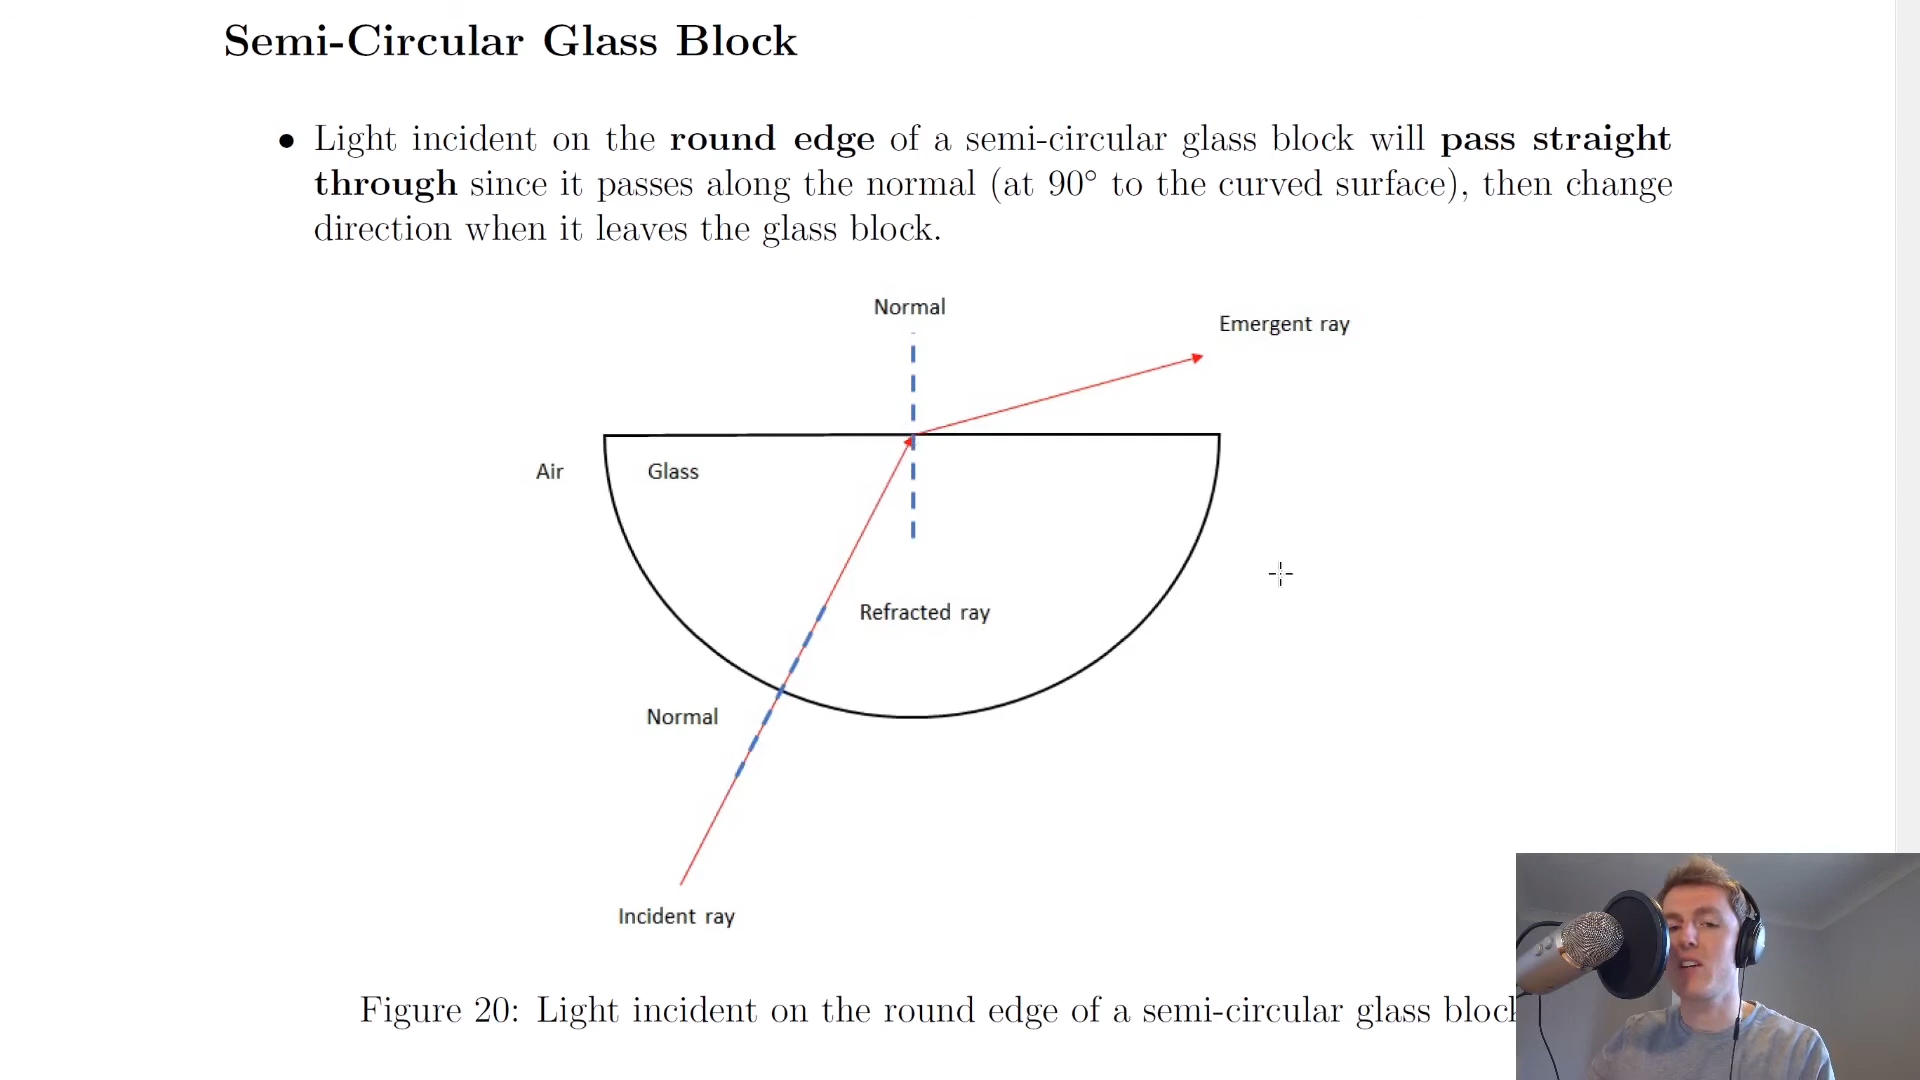 Semi-Circular Glass Block
• Light incident on the round edge of a semi-circular glass block will pass straight
through since it passes along the normal (at 90° to the curved surface), then change
direction when it leaves the glass block.
Normal
Emergent ray
Air
Glass
Refracted ray
Normal
Incident ray
Figure 20: Light incident on the round edge of a semi-circular glass block